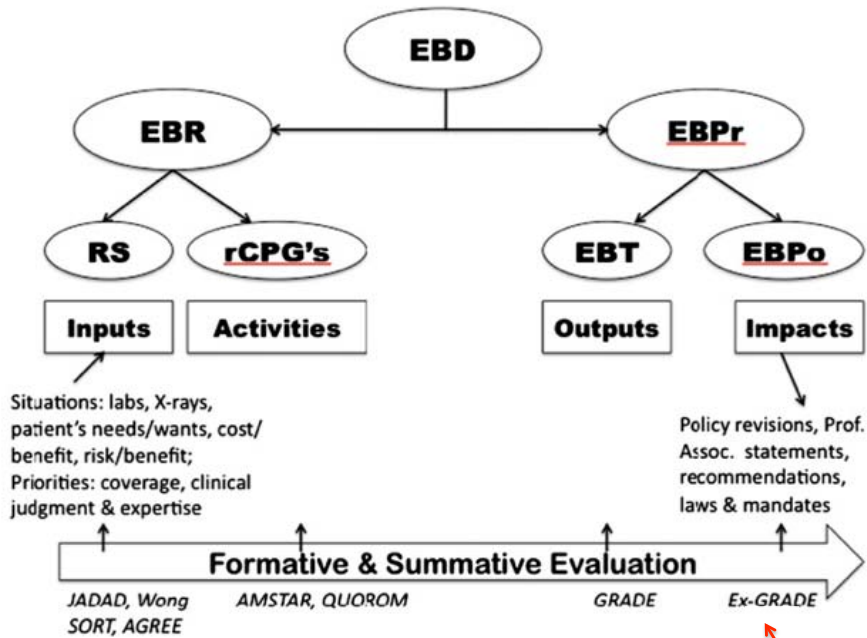 EBD
EBR
EBPr
RS
rCPG's
EBT
EBPo
Inputs
Activities
Outputs
Impacts
Situations: labs, X-rays,
patient's needs/wants, cost/
benefit, risk/benefit;
Priorities: coverage, clinical
judgment & expertise
Policy revisions, Prof.
Assoc. statements,
recommendations,
laws & mandates
Formative & Summative Evaluation
JADAD, Wong
SORT, AGREE
AMSTAR, QUOROM
GRADE
Ex-GRADE